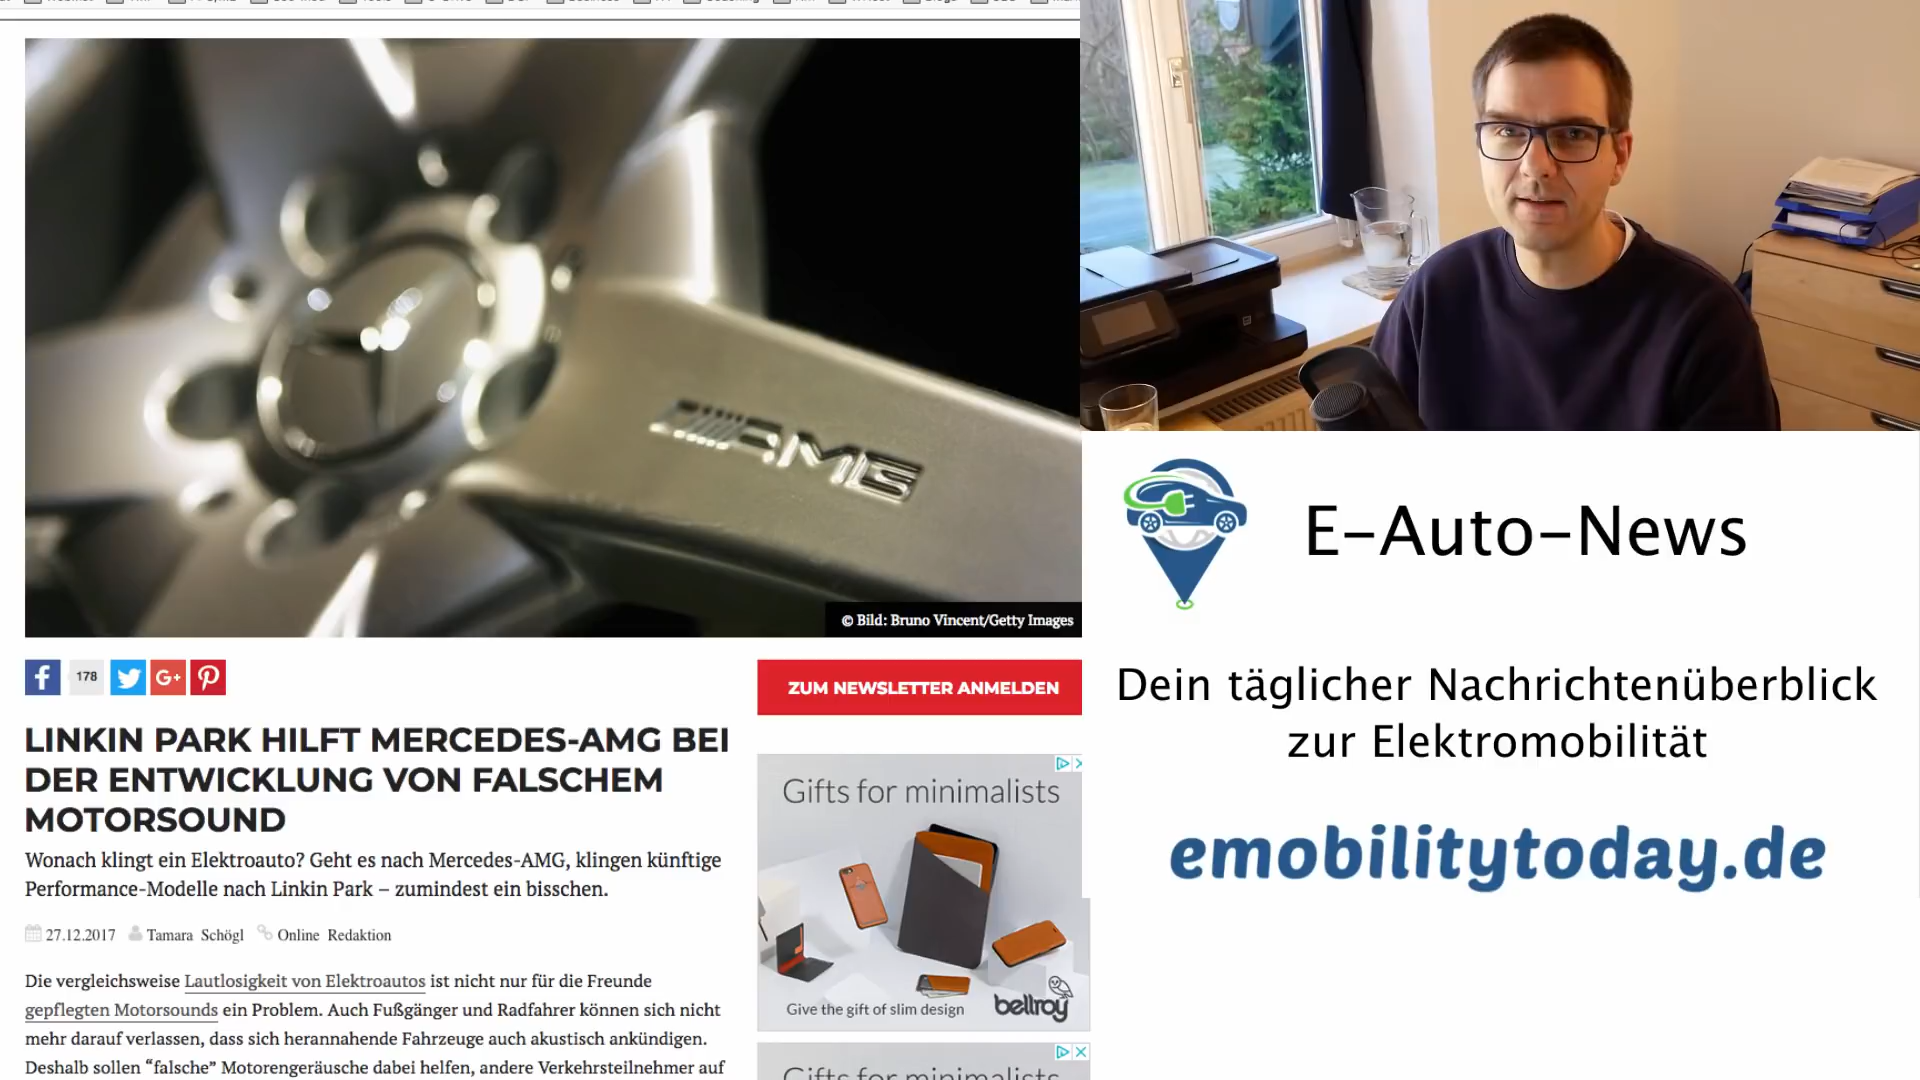 AMG
© Bild: Bruno Vincent/Getty Images
178
G+
ZUM NEWSLETTER ANMELDEN
LINKIN PARK HILFT MERCEDES-AMG BEI
DER ENTWICKLUNG VON FALSCHEM
MOTORSOUND
Wonach klingt ein Elektroauto? Geht es nach Mercedes-AMG, klingen künftige
Performance-Modelle nach Linkin Park – zumindest ein bisschen.
27.12.2017 Tamara Schögl Online Redaktion
Die vergleichsweise Lautlosigkeit von Elektroautos ist nicht nur für die Freunde
gepflegten Motorsounds ein Problem. Auch Fußgänger und Radfahrer können sich nicht
mehr darauf verlassen, dass sich herannahende Fahrzeuge auch akustisch ankündigen.
Deshalb sollen “falsche” Motorengeräusche dabei helfen, andere Verkehrsteilnehmer auf
Gifts for minimalists
Give the gift of slim design
bellroy
Gifts for minimalists
E-Auto-News
Dein täglicher Nachrichtenüberblick
zur Elektromobilität
emobilitytoday.de